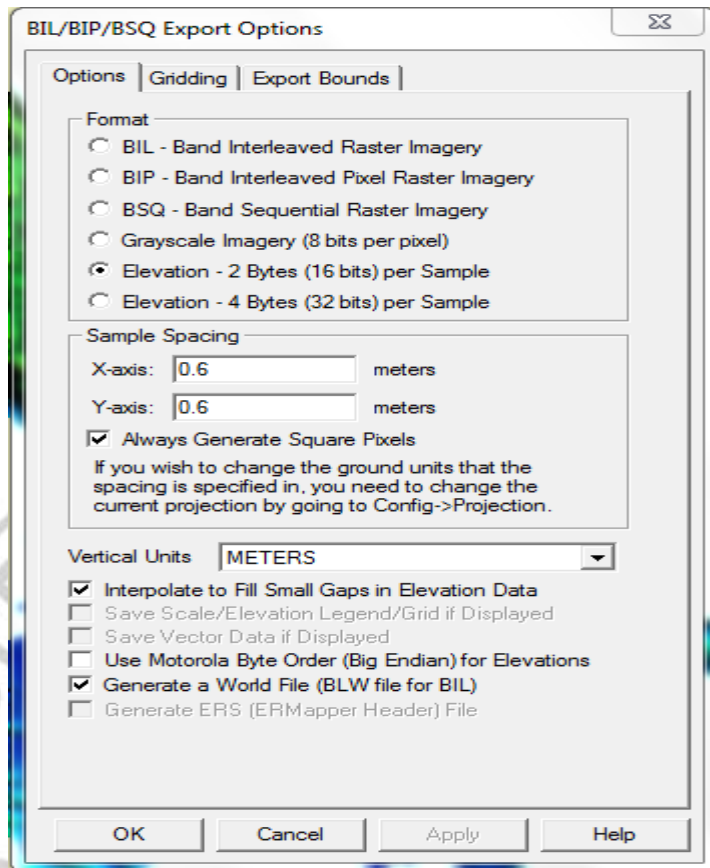 BIL/BIP/BSQ Export Options
Options Gridding Export Bounds
Format
BIL - Band Interleaved Raster Imagery
BIP - Band Interleaved Pixel Raster Imagery
BSQ - Band Sequential Raster Imagery
Grayscale Imagery (8 bits per pixel)
Elevation - 2 Bytes (16 bits) per Sample
Elevation - 4 Bytes (32 bits) per Sample
Sample Spacing
X-axis: 0.6 meters
Y-axis: 0.6 meters
Always Generate Square Pixels
If you wish to change the ground units that the
spacing is specified in, you need to change the
current projection by going to Config->Projection.
Vertical Units METERS
Interpolate to Fill Small Gaps in Elevation Data
Save Scale/Elevation Legend/Grid if Displayed
Save Vector Data if Displayed
Use Motorola Byte Order (Big Endian) for Elevations
Generate a World File (BLW file for BIL)
Generate ERS (ERMapper Header) File
OK Cancel Apply Help